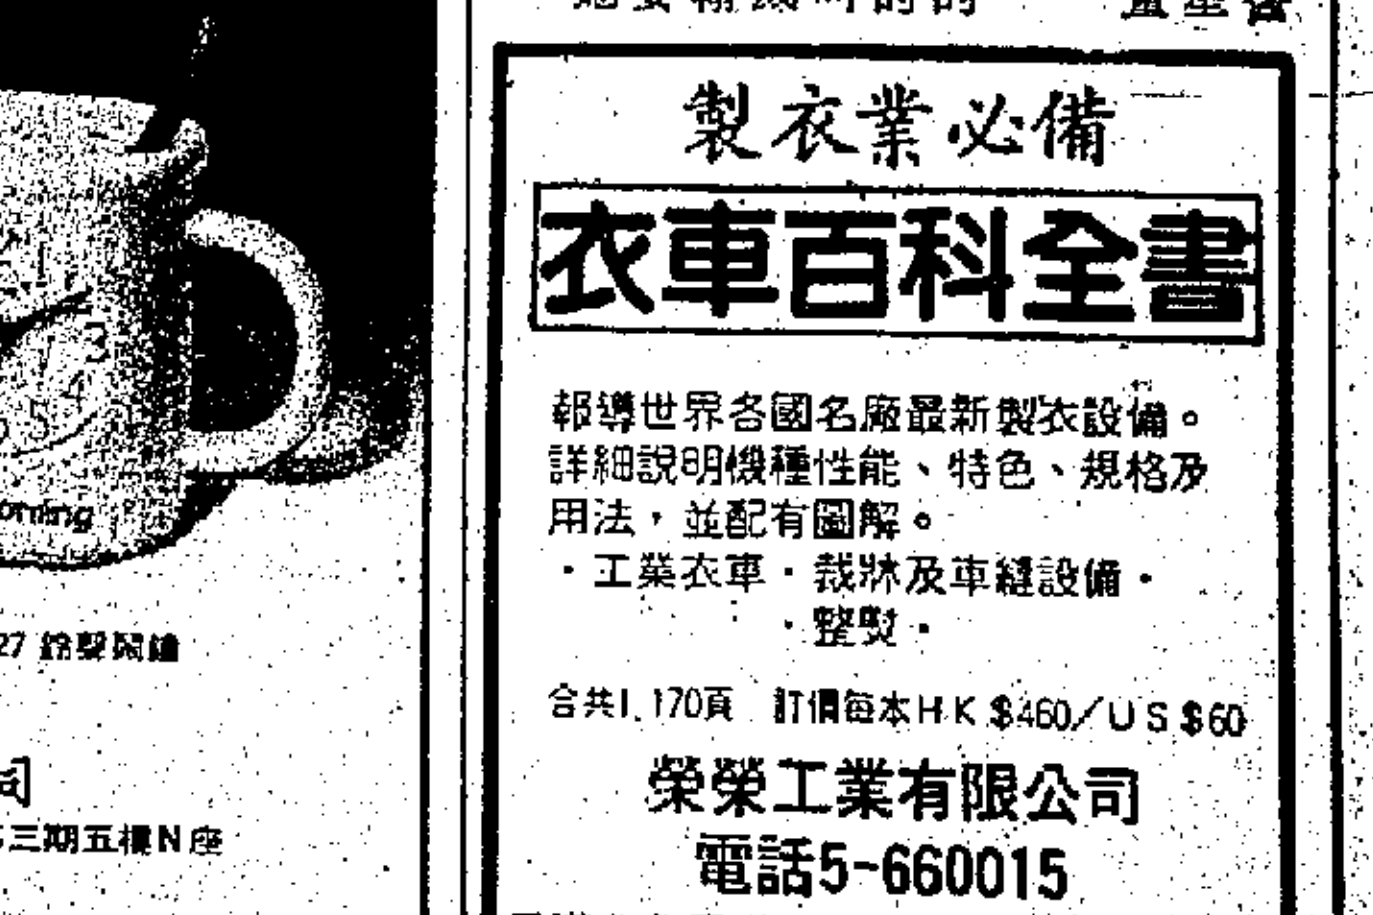 製衣業必備
衣車百科全書
報導世界各國名廠最新製衣設備。
詳細說明機種性能、特色、規格及
用法，並配有圖解。
·工業衣車·裁牀及車縫設備·
·整熨·
合共1,170頁 訂價每本HK$460/US$60
榮榮工業有限公司
電話5-660015
oming
27 鈴聲鬧鐘
司
三期五樓N座